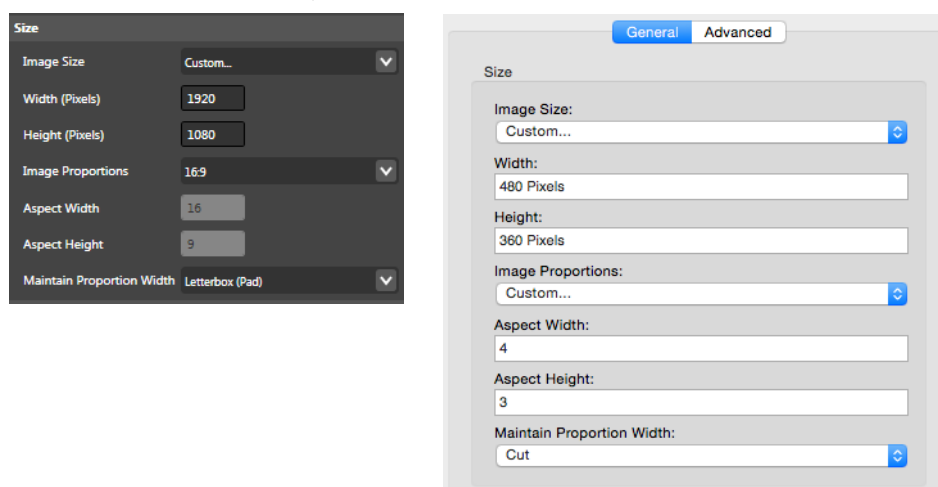 Size
Image Size Custom...
Width (Pixels) 1920
Height (Pixels) 1080
Image Proportions 16:9
Aspect Width 16
Aspect Height 9
Maintain Proportion Width Letterbox (Pad)
General Advanced
Size
Image Size:
Custom...
Width:
480 Pixels
Height:
360 Pixels
Image Proportions:
Custom...
Aspect Width:
4
Aspect Height:
3
Maintain Proportion Width:
Cut